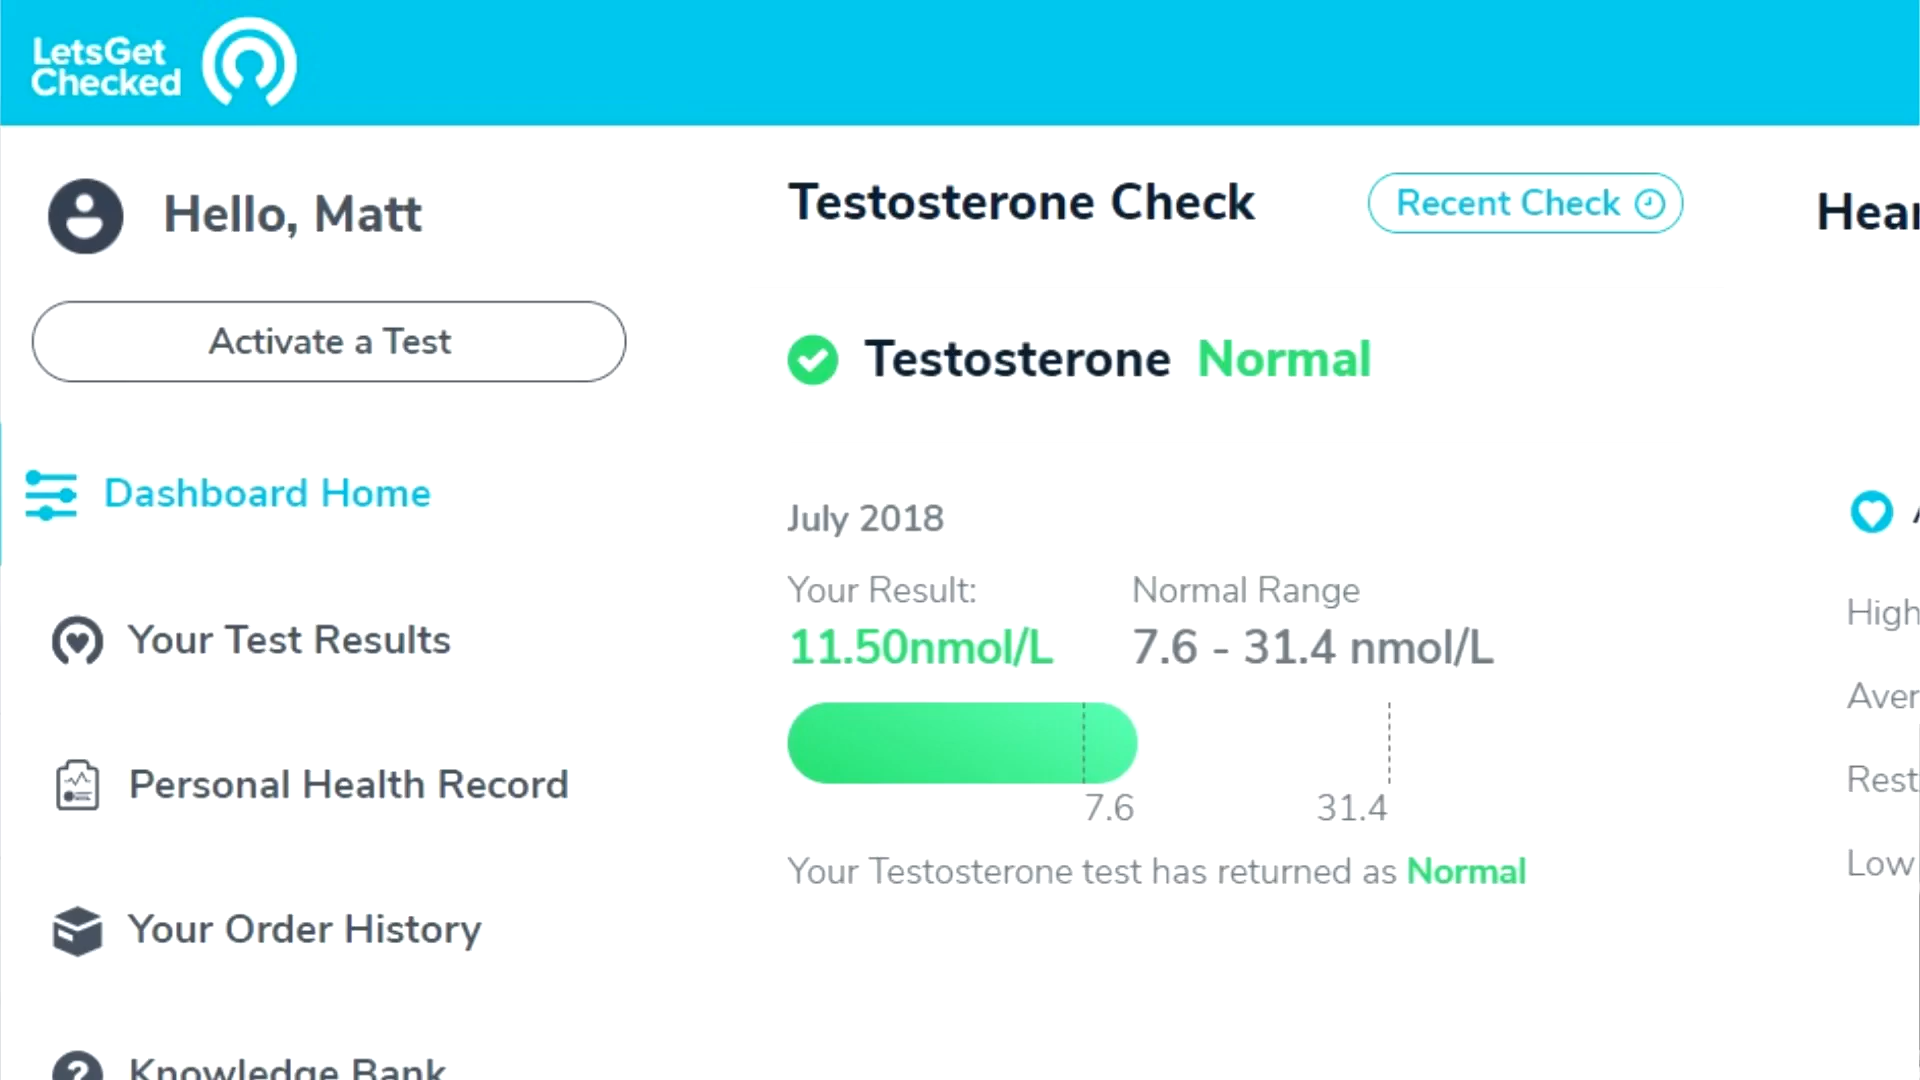 LetsGet
Checked
Hello, Matt
Activate a Test
Dashboard Home
Your Test Results
Personal Health Record
Your Order History
Knowledge Bank
Testosterone Check
Recent Check
Testosterone Normal
July 2018
Your Result:
Normal Range
11.50nmol/L
7.6 - 31.4 nmol/L
7.6
31.4
Your Testosterone test has returned as Normal
High
Low